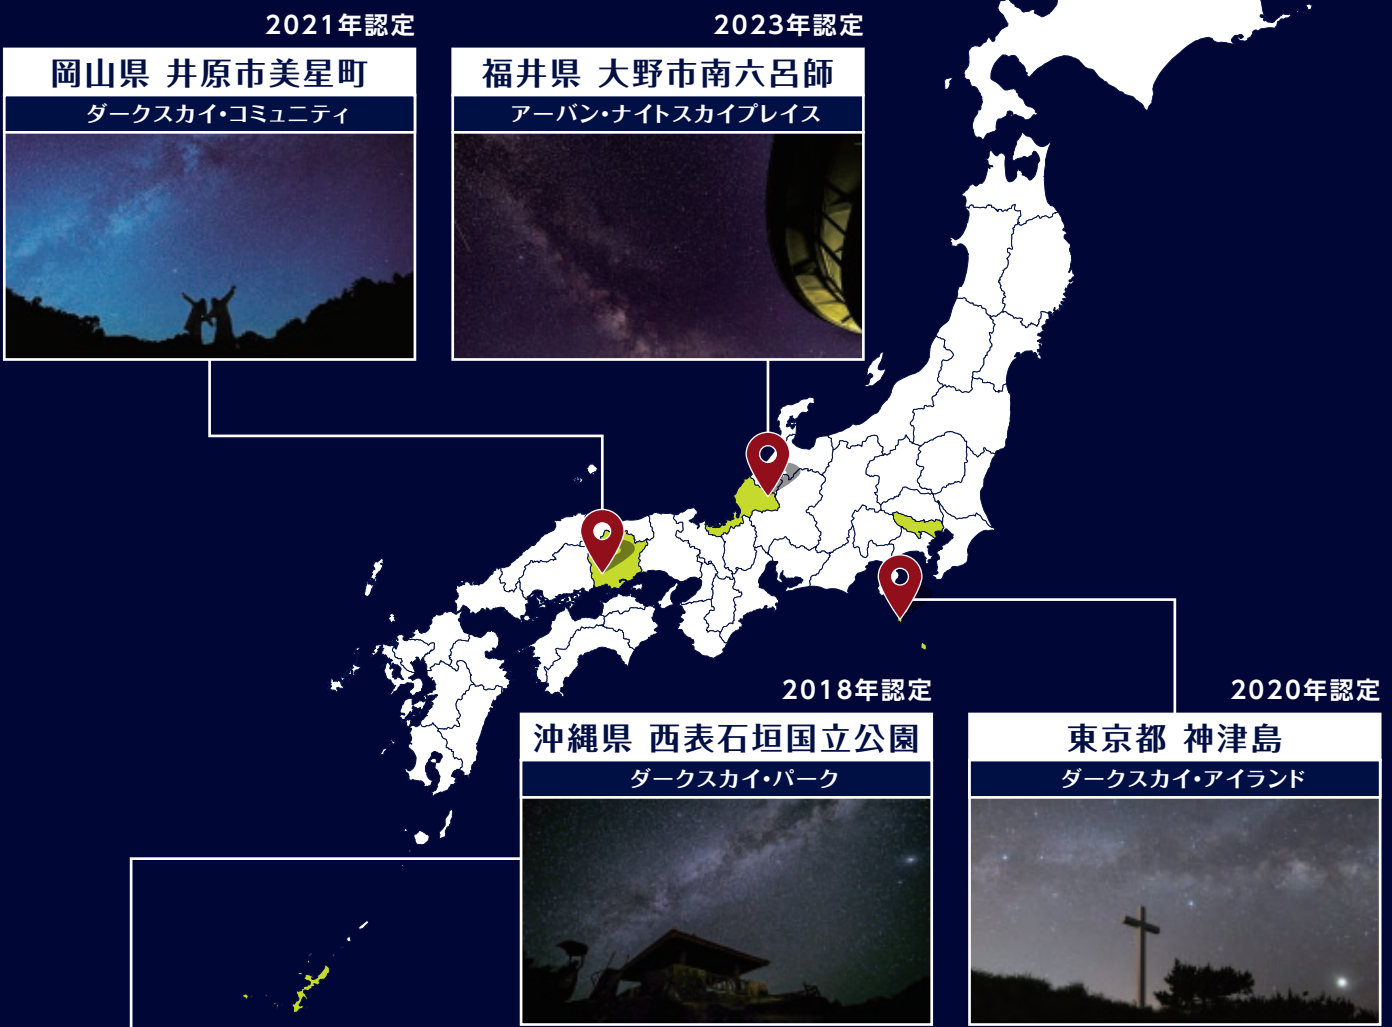 2021年認定
岡山県 井原市美星町
ダークスカイ・コミュニティ
2023年認定
福井県 大野市南六呂師
アーバン・ナイトスカイプレイス
2018年認定
沖縄県 西表石垣国立公園
ダークスカイ・パーク
2020年認定
東京都 神津島
ダークスカイ・アイランド